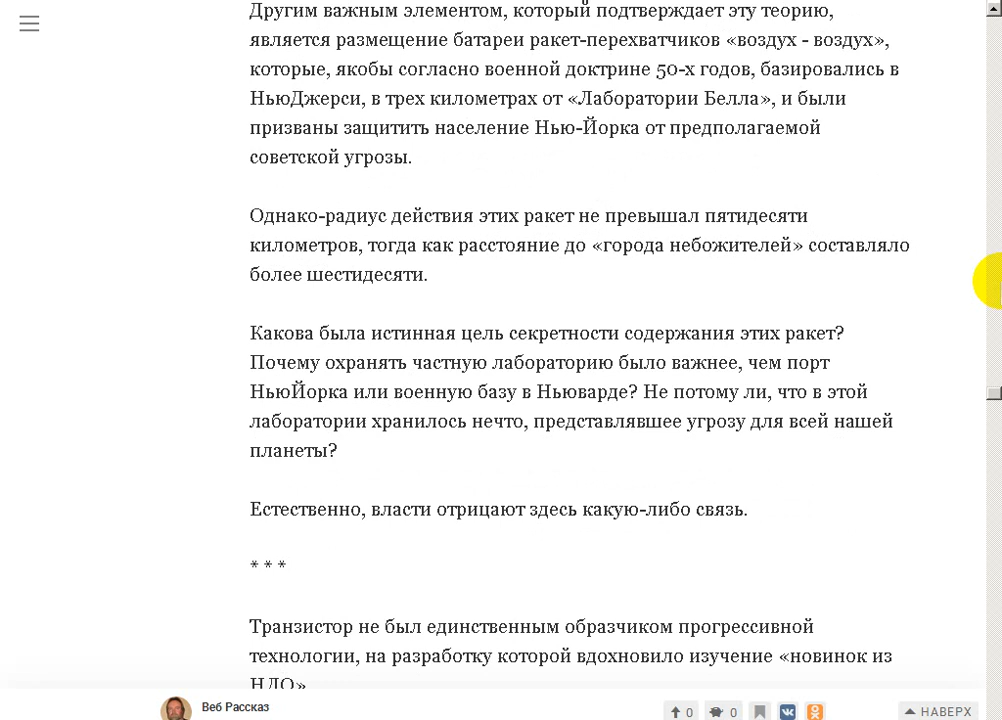 Другим важным элементом, который подтверждает эту теорию,
является размещение батареи ракет-перехватчиков «воздух - воздух»,
которые, якобы согласно военной доктрине 50-х годов, базировались в
НьюДжерси, в трех километрах от «Лаборатории Белла», и были
призваны защитить население Нью-Йорка от предполагаемой
советской угрозы.
Однако-радиус действия этих ракет не превышал пятидесяти
километров, тогда как расстояние до «города небожителей» составляло
более шестидесяти.
Какова была истинная цель секретности содержания этих ракет?
Почему охранять частную лабораторию было важнее, чем порт
НьюЙорка или военную базу в Ньюварде? Не потому ли, что в этой
лаборатории хранилось нечто, представлявшее угрозу для всей нашей
планеты?
Естественно, власти отрицают здесь какую-либо связь.
* * *
Транзистор не был единственным образчиком прогрессивной
технологии, на разработку которой вдохновило изучение «новинок из
НЛО»
Веб Рассказ
0 0 НАВЕРХ